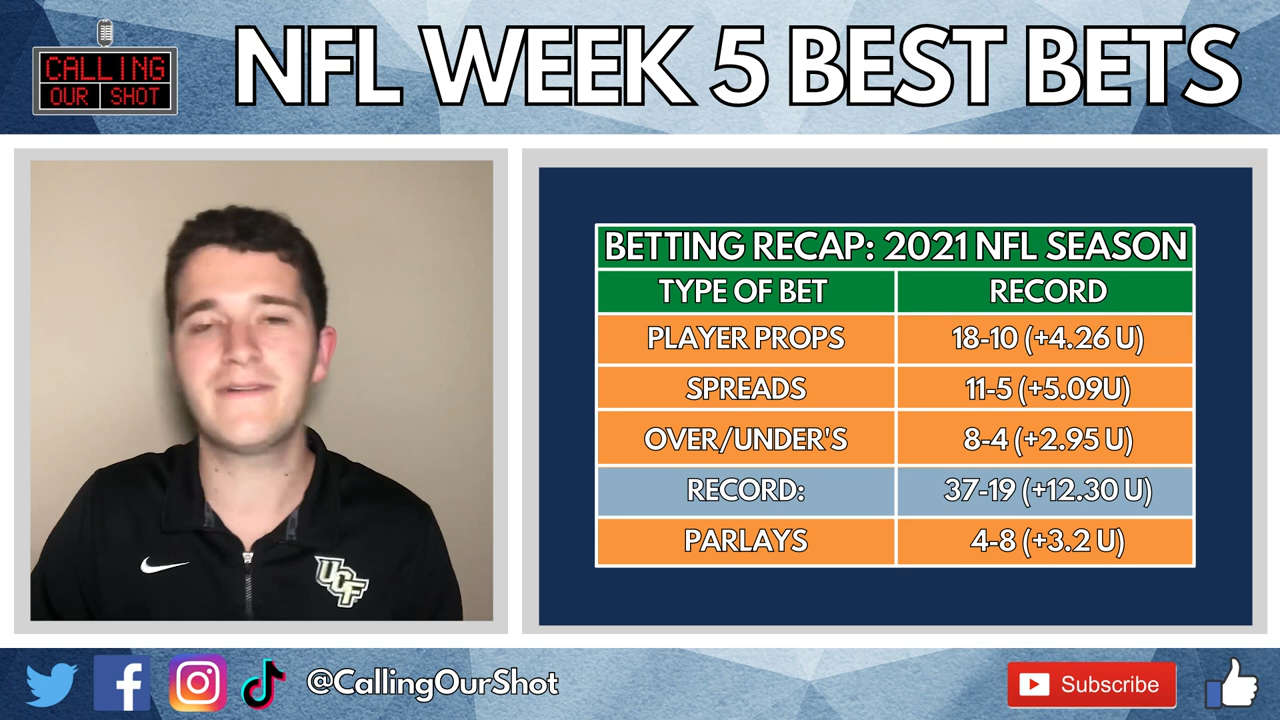 CALLING
OUR SHOT
NFL WEEK 5 BEST BETS
UCF
BETTING RECAP: 2021 NFL SEASON
TYPE OF BET RECORD
PLAYER PROPS 18-10 (+4.26 U)
SPREADS 11-5 (+5.09U)
OVER/UNDER'S 8-4 (+2.95 U)
RECORD: 37-19 (+12.30 U)
PARLAYS 4-8 (+3.2 U)
@CallingOurShot
Subscribe